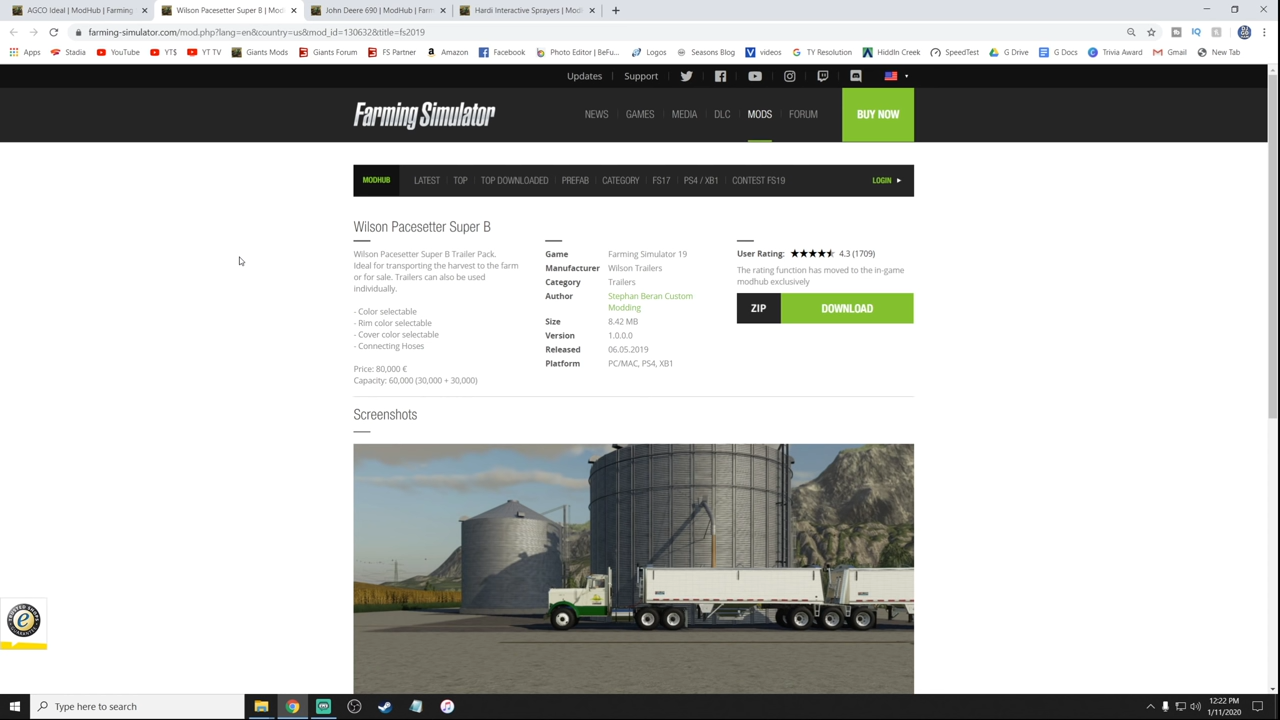 AGCO Ideal | ModHub | Farming
Wilson Pacesetter Super B | Mod
John Deere 690 | ModHub | Farm
Hardi Interactive Sprayers | Mod
farming-simulator.com/mod.php?lang=en&country=us&mod_id=130632&title=fs2019
Apps Stadia YouTube YT$ YT TV Giants Mods Giants Forum FS Partner Amazon Facebook Photo Editor | BeFu... Logos Seasons Blog videos TY Resolution HiddIn Creek SpeedTest G Drive G Docs Trivia Award Gmail New Tab
Updates Support
Farming Simulator
NEWS GAMES MEDIA DLC MODS FORUM BUY NOW
MODHUB LATEST TOP TOP DOWNLOADED PREFAB CATEGORY FS17 PS4 / XB1 CONTEST FS19 LOGIN
Wilson Pacesetter Super B
Wilson Pacesetter Super B Trailer Pack.
Ideal for transporting the harvest to the farm
or for sale. Trailers can also be used
individually.
- Color selectable
- Rim color selectable
- Cover color selectable
- Connecting Hoses
Price: 80,000 €
Capacity: 60,000 (30,000 + 30,000)
Game Farming Simulator 19
Manufacturer Wilson Trailers
Category Trailers
Author Stephan Beran Custom
Modding
Size 8.42 MB
Version 1.0.0.0
Released 06.05.2019
Platform PC/MAC, PS4, XB1
User Rating: 4.3 (1709)
The rating function has moved to the in-game
modhub exclusively
ZIP DOWNLOAD
Screenshots
Type here to search
12:22 PM
1/11/2020